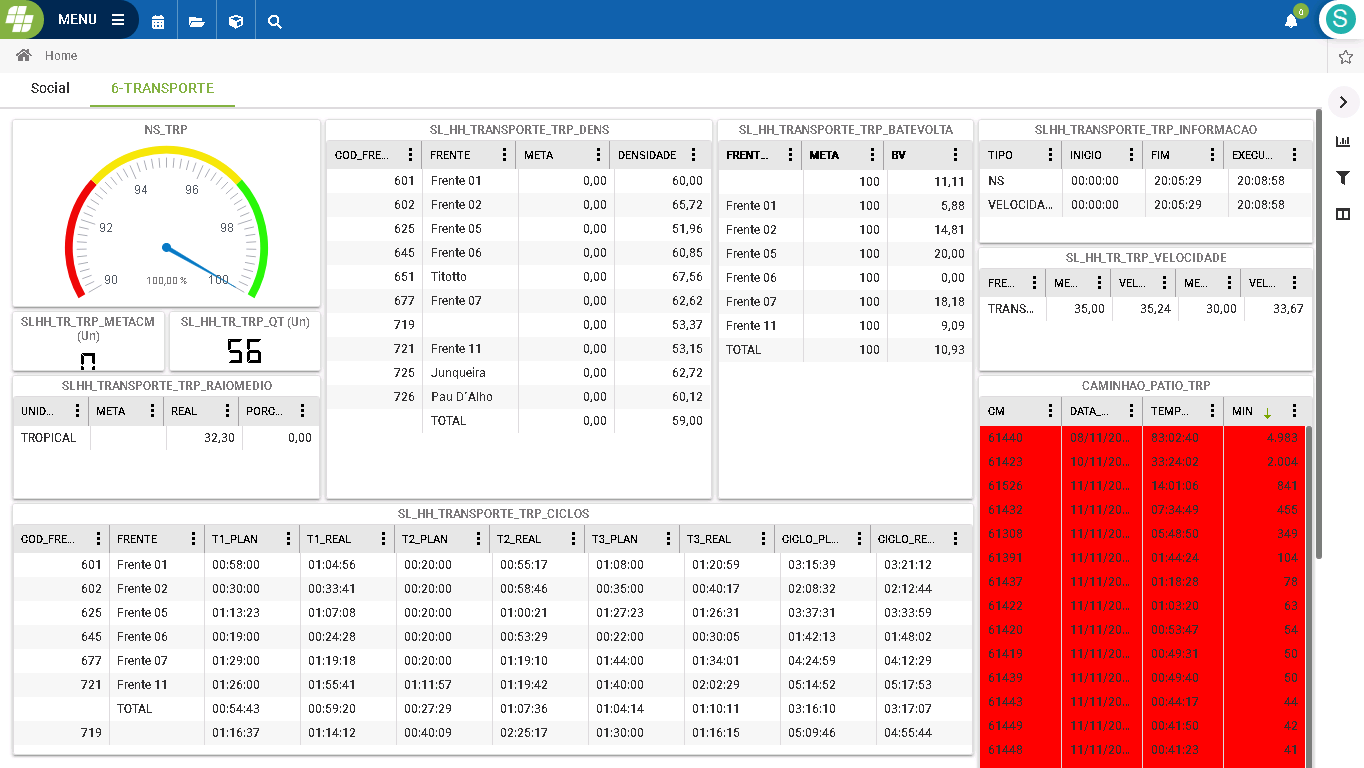 MENU
0
S
Home
Social 6-TRANSPORTE
NS_TRP
94 96
92 98
90 100,00 % 100
SLHH_TR_TRP_METACM (Un)
0
SL_HH_TR_TRP_QT (Un)
56
SLHH_TRANSPORTE_TRP_RAIOMEDIO
UNID... META REAL PORC...
TROPICAL 32,30 0,00
SL_HH_TRANSPORTE_TRP_DENS
COD_FRE... FRENTE META DENSIDADE
601 Frente 01 0,00 60,00
602 Frente 02 0,00 65,72
625 Frente 05 0,00 51,96
645 Frente 06 0,00 60,85
651 Titotto 0,00 67,56
677 Frente 07 0,00 62,62
719 0,00 53,37
721 Frente 11 0,00 53,15
725 Junqueira 0,00 62,72
726 Pau D´Alho 0,00 60,12
TOTAL 0,00 59,00
SL_HH_TRANSPORTE_TRP_BATEVOLTA
FRENT... META BV
100 11,11
Frente 01 100 5,88
Frente 02 100 14,81
Frente 05 100 20,00
Frente 06 100 0,00
Frente 07 100 18,18
Frente 11 100 9,09
TOTAL 100 10,93
SLHH_TRANSPORTE_TRP_INFORMACAO
TIPO INICIO FIM EXECU...
NS 00:00:00 20:05:29 20:08:58
VELOCIDA... 00:00:00 20:05:29 20:08:58
SL_HH_TR_TRP_VELOCIDADE
FRE... ME... VEL... ME... VEL...
TRANS... 35,00 35,24 30,00 33,67
SL_HH_TRANSPORTE_TRP_CICLOS
COD_FRE... FRENTE T1_PLAN T1_REAL T2_PLAN T2_REAL T3_PLAN T3_REAL CICLO_PL... CICLO_RE...
601 Frente 01 00:58:00 01:04:56 00:20:00 00:55:17 01:08:00 01:20:59 03:15:39 03:21:12
602 Frente 02 00:30:00 00:33:41 00:20:00 00:58:46 00:35:00 00:40:17 02:08:32 02:12:44
625 Frente 05 01:13:23 01:07:08 00:20:00 01:00:21 01:27:23 01:26:31 03:37:31 03:33:59
645 Frente 06 00:19:00 00:24:28 00:20:00 00:53:29 00:22:00 00:30:05 01:42:13 01:48:02
677 Frente 07 01:29:00 01:19:18 00:20:00 01:19:10 01:44:00 01:34:01 04:24:59 04:12:29
721 Frente 11 01:26:00 01:55:41 01:11:57 01:19:42 01:40:00 02:02:29 05:14:52 05:17:53
TOTAL 00:54:43 00:59:20 00:27:29 01:07:36 01:04:14 01:10:11 03:16:10 03:17:07
719 01:16:37 01:14:12 00:40:09 02:25:17 01:30:00 01:16:15 05:09:46 04:55:44
CAMINHAO_PATIO_TRP
CM DATA_... TEMP... MIN
61440 08/11/20... 83:02:40 4.983
61423 10/11/20... 33:24:02 2.004
61526 11/11/20... 14:01:06 841
61432 11/11/20... 07:34:49 455
61308 11/11/20... 05:48:50 349
61391 11/11/20... 01:44:24 104
61437 11/11/20... 01:18:28 78
61422 11/11/20... 01:03:20 63
61420 11/11/20... 00:53:47 54
61419 11/11/20... 00:49:31 50
61439 11/11/20... 00:49:40 50
61443 11/11/20... 00:44:17 44
61449 11/11/20... 00:41:50 42
61448 11/11/20... 00:41:23 41